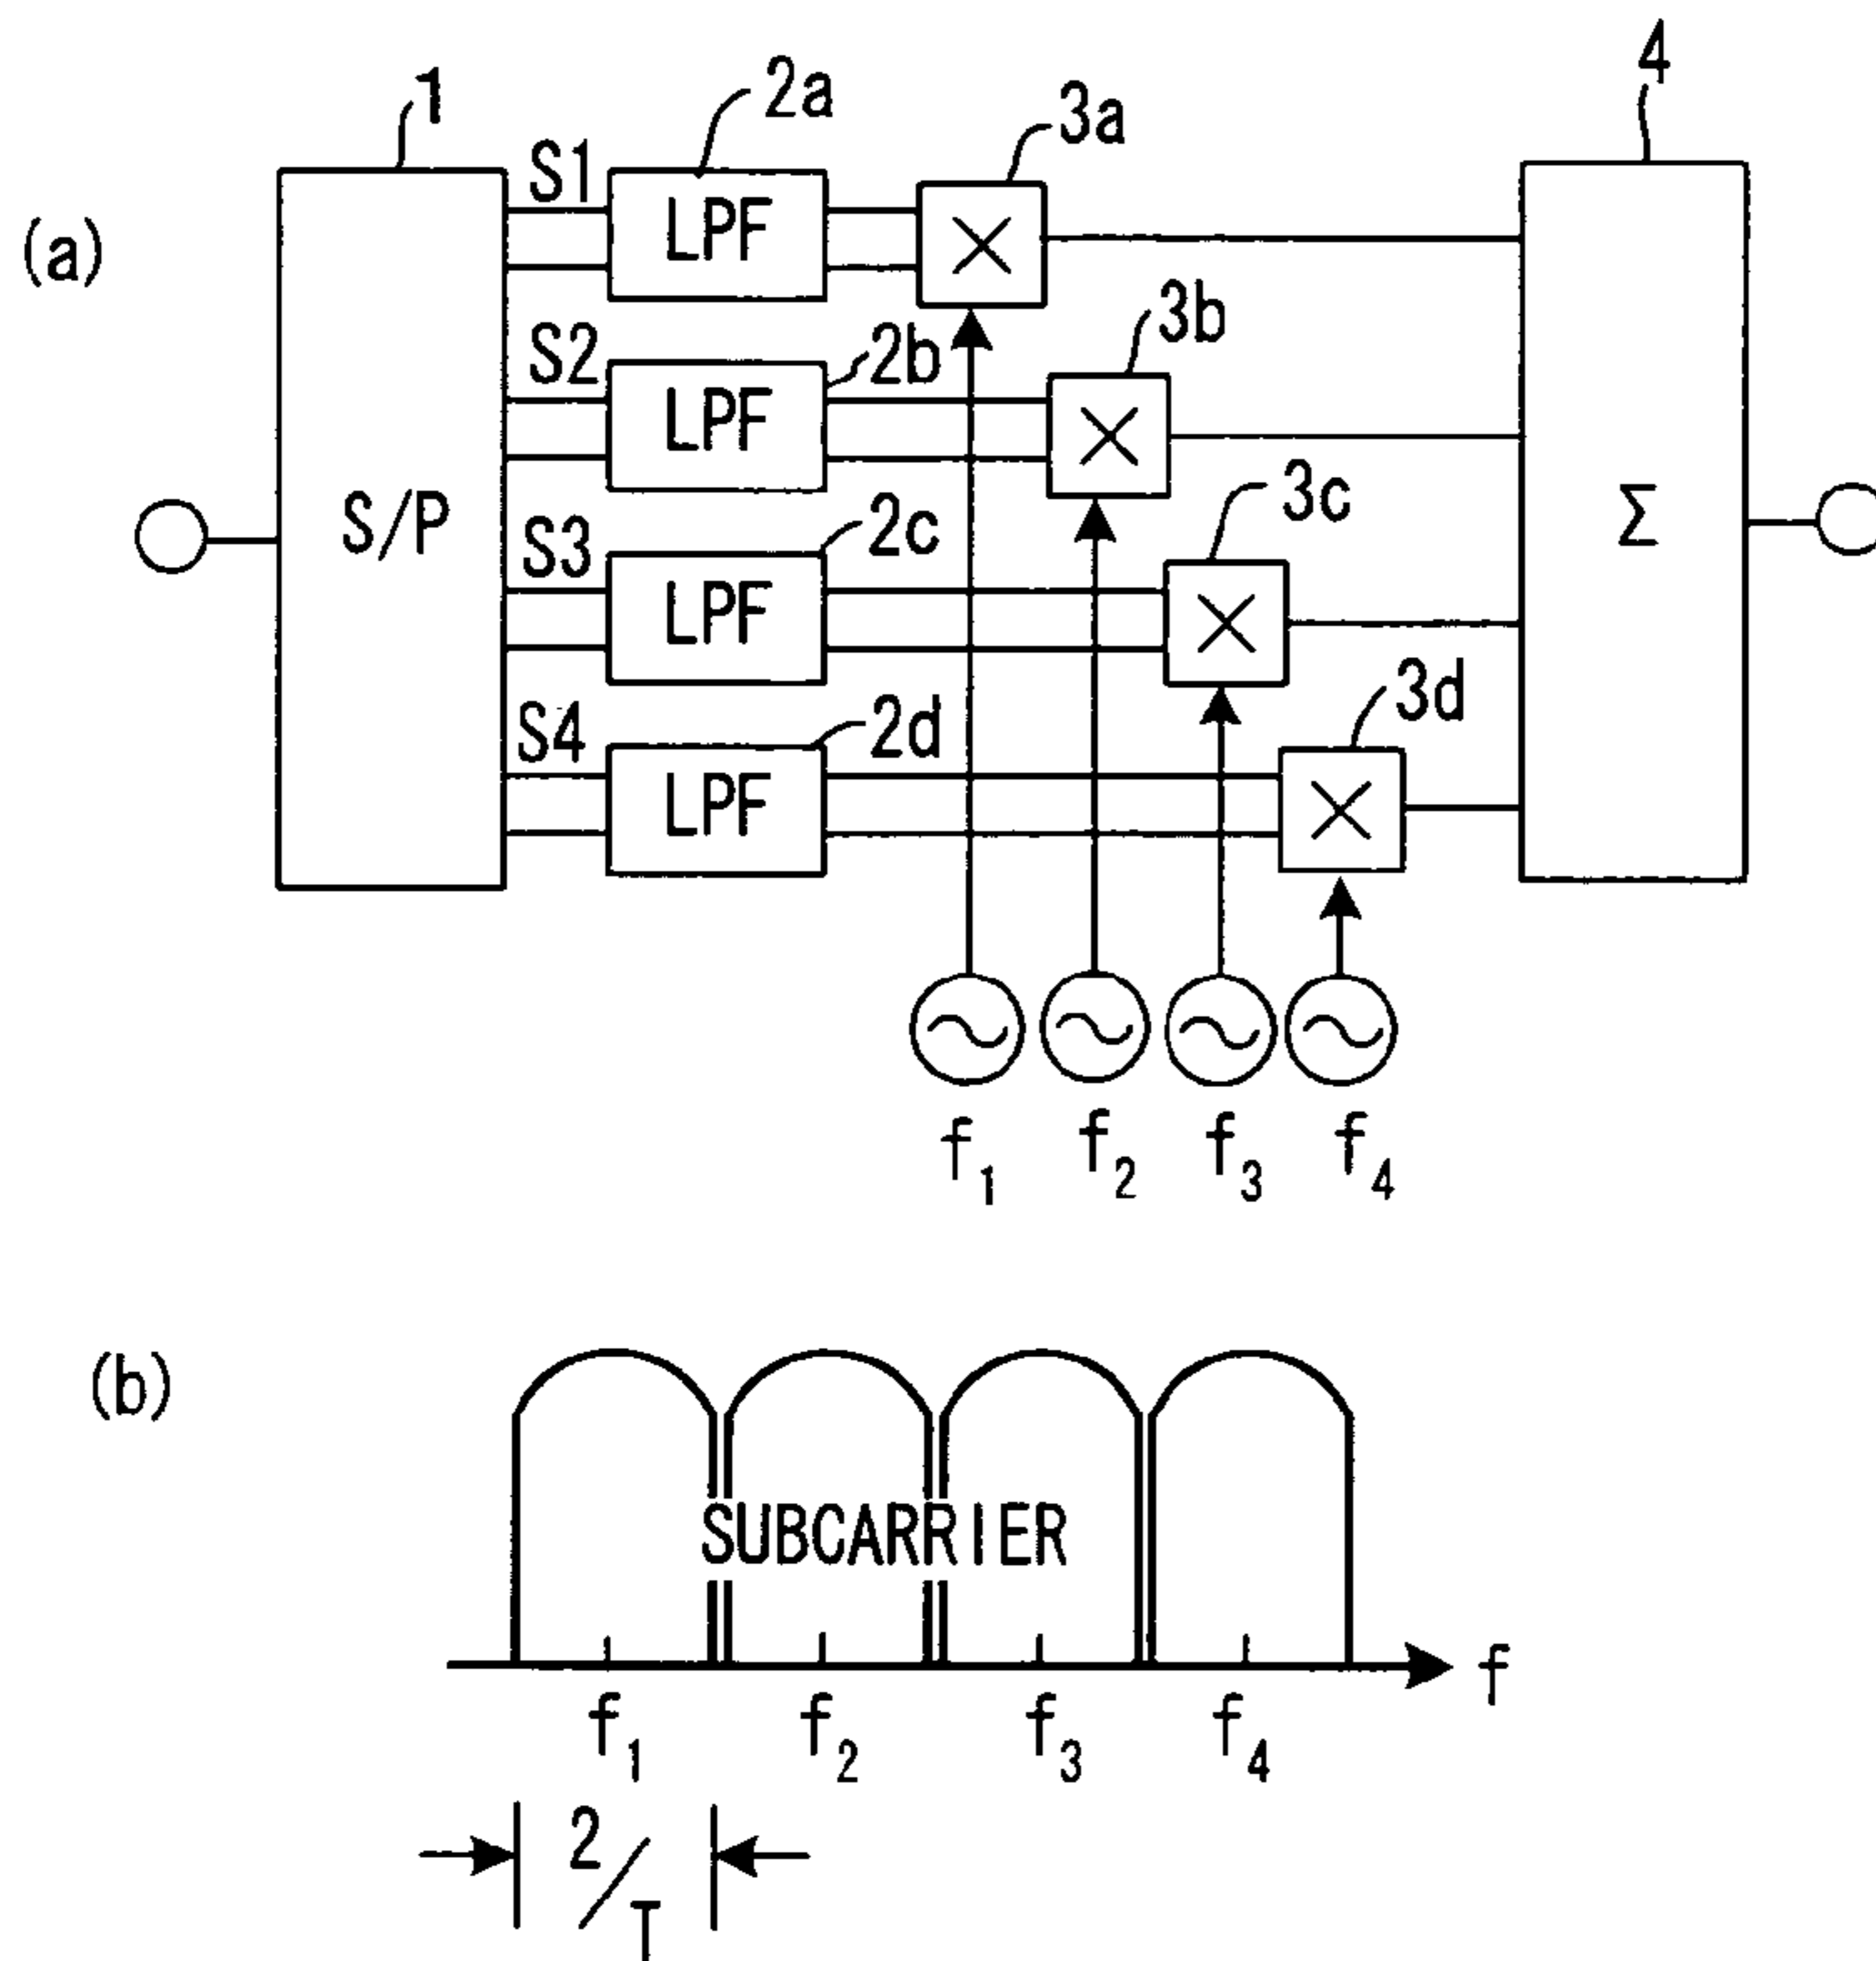 (a)
1
2a
3a
4
S1
LPF
×
3b
S2
2b
LPF
×
3c
S/P
S3
2c
Σ
LPF
×
3d
S4
2d
LPF
×
f1 f2 f3 f4
(b)
SUBCARRIER
f
f1 f2 f3 f4
2/T